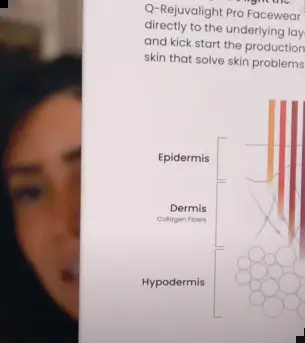 Q-Rejuvalight Pro Facewear
directly to the underlying lay
and kick start the production
skin that solve skin problems
Epidermis
Dermis
Collagen Fibers
Hypodermis